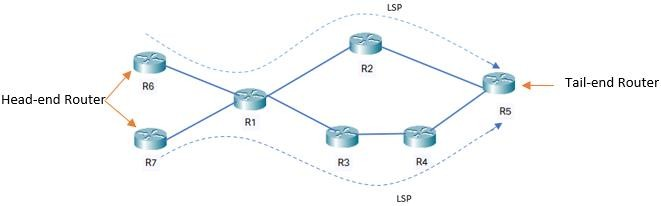 LSP
R6
R2
Head-end Router
Tail-end Router
R1
R5
R7
R3
R4
LSP